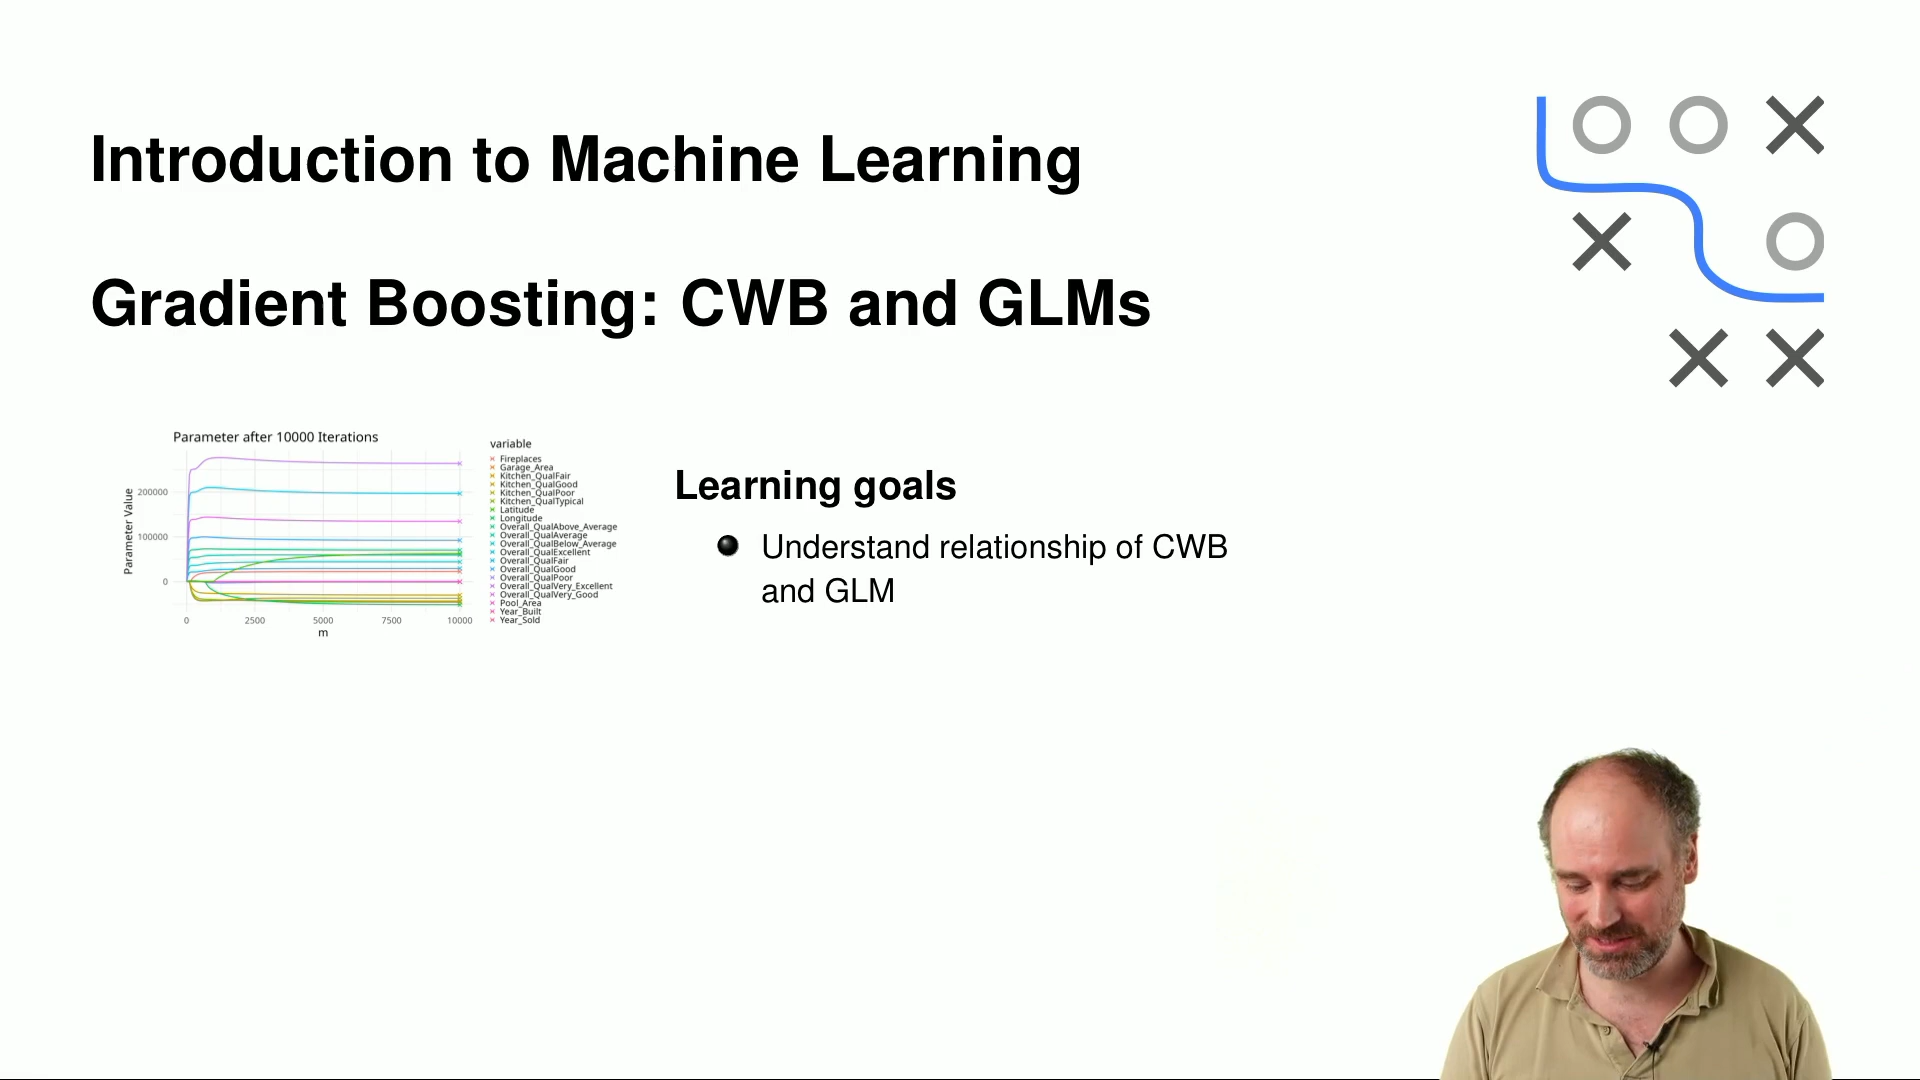 Introduction to Machine Learning
Gradient Boosting: CWB and GLMs
Parameter after 10000 Iterations
Parameter Value
200000
100000
0
0
2500
5000
7500
10000
m
variable
Fireplaces
Garage_Area
Kitchen_QualFair
Kitchen_QualGood
Kitchen_QualPoor
Kitchen_QualTypical
Latitude
Longitude
Overall_QualAbove_Average
Overall_QualAverage
Overall_QualBelow_Average
Overall_QualExcellent
Overall_QualFair
Overall_QualGood
Overall_QualPoor
Overall_QualVery_Excellent
Overall_QualVery_Good
Pool_Area
Year_Built
Year_Sold
Learning goals
Understand relationship of CWB
and GLM